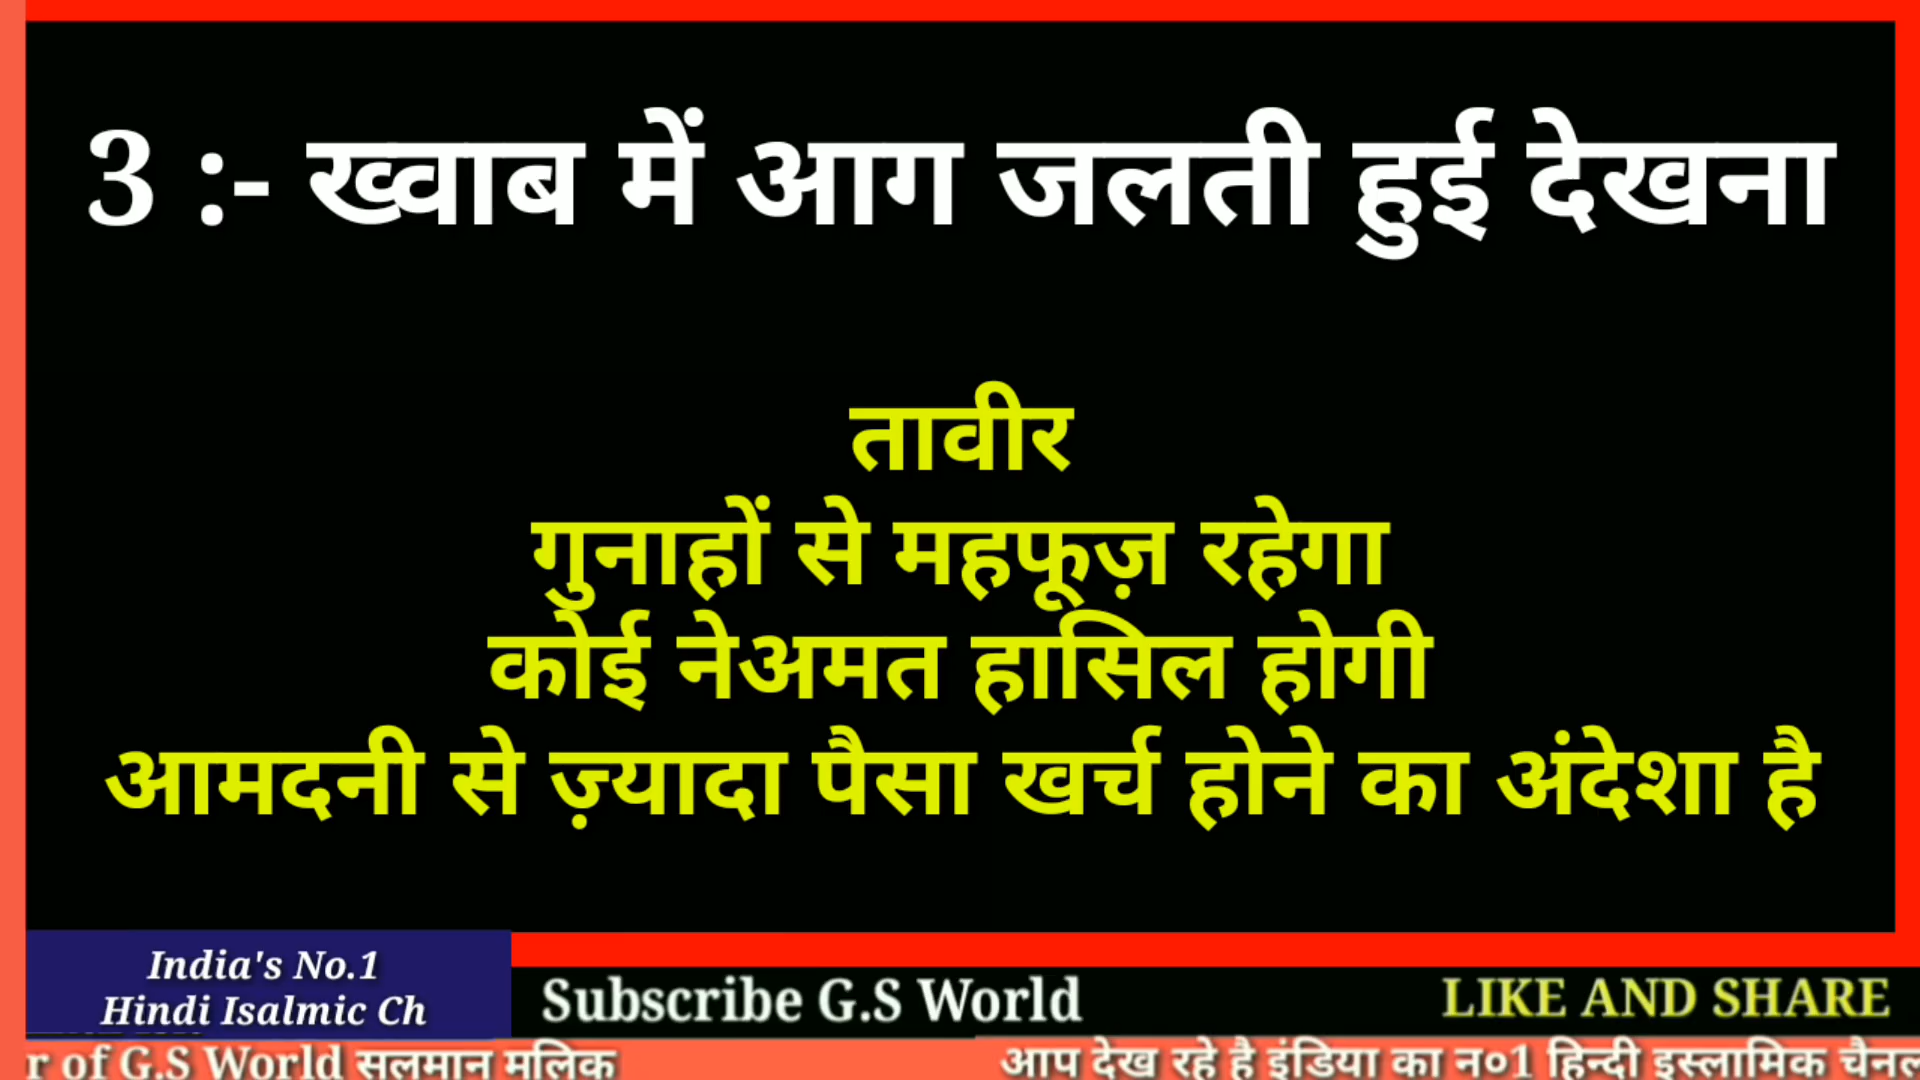 3 :- ख्वाब में आग जलती हुई देखना
तावीर
गुनाहों से महफूज़ रहेगा
कोई नेअमत हासिल होगी
आमदनी से ज़्यादा पैसा खर्च होने का अंदेशा है
India's No.1
Hindi Isalmic Ch
Subscribe G.S World
LIKE AND SHARE
r of G.S World सलमान मलिक
आप देख रहे है इंडिया का न०1 हिन्दी इस्लामिक चैनल